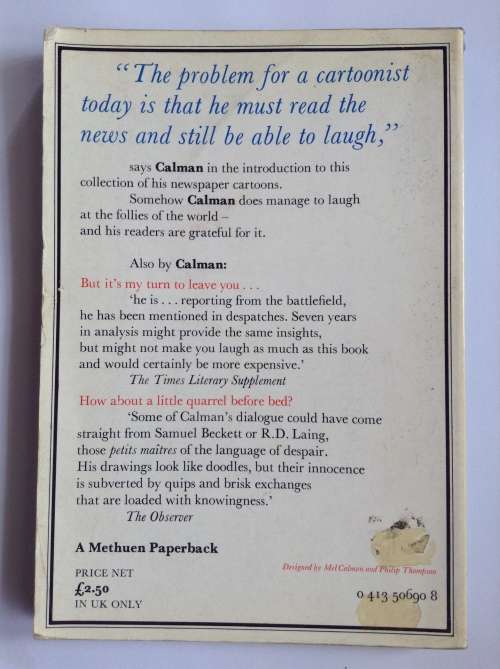 “The problem for a cartoonist
today is that he must read the
news and still be able to laugh,”
says Calman in the introduction to this
collection of his newspaper cartoons.
Somehow Calman does manage to laugh
at the follies of the world –
and his readers are grateful for it.
Also by Calman:
But it’s my turn to leave you . . .
‘he is . . . reporting from the battlefield,
he has been mentioned in despatches. Seven years
in analysis might provide the same insights,
but might not make you laugh as much as this book
and would certainly be more expensive.’
The Times Literary Supplement
How about a little quarrel before bed?
‘Some of Calman’s dialogue could have come
straight from Samuel Beckett or R.D. Laing,
those petits maîtres of the language of despair.
His drawings look like doodles, but their innocence
is subverted by quips and brisk exchanges
that are loaded with knowingness.’
The Observer
A Methuen Paperback
Designed by Mel Calman and Philip Thompson
PRICE NET
£2.50
IN UK ONLY
0 413 50690 8